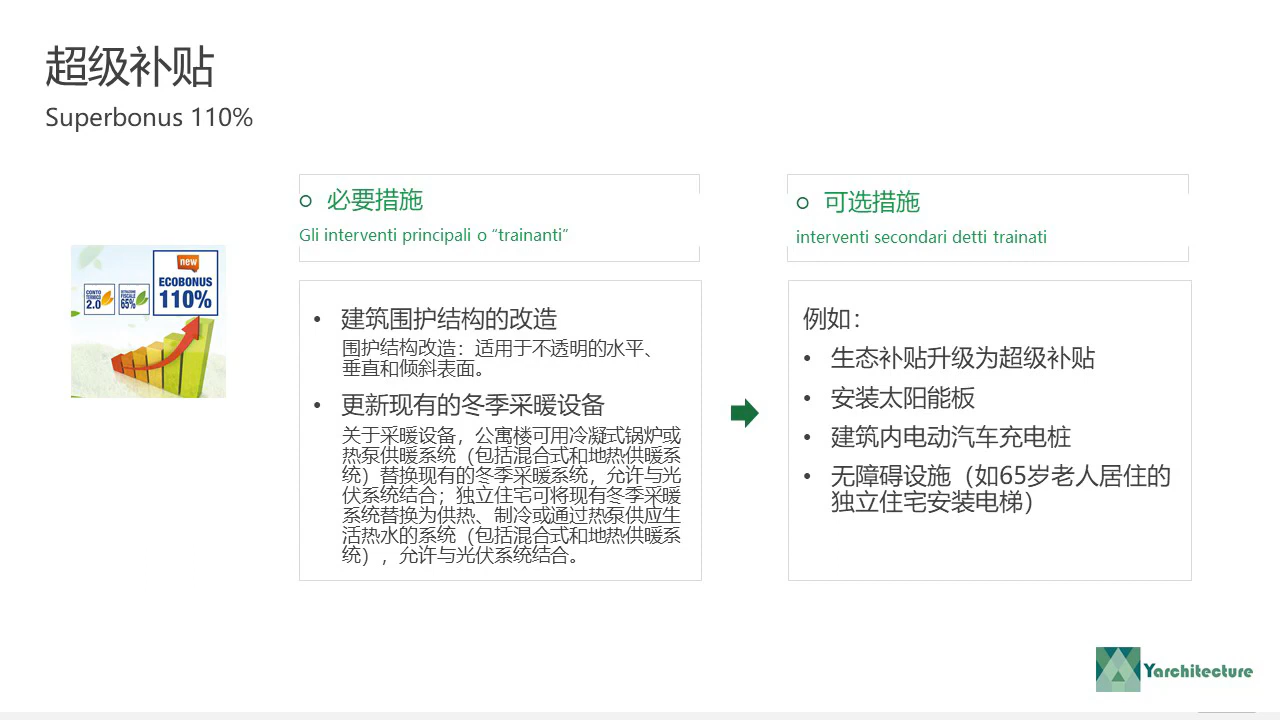 超级补贴
Superbonus 110%
必要措施
Gli interventi principali o “trainanti”
可选措施
interventi secondari detti trainati
new
ECOBONUS
110%
CONTO
TERMICO
2.0
DETRAZIONE
FISCALE
65%
建筑围护结构的改造
围护结构改造：适用于不透明的水平、
垂直和倾斜表面。
更新现有的冬季采暖设备
关于采暖设备，公寓楼可用冷凝式锅炉或
热泵供暖系统（包括混合式和地热供暖系
统）替换现有的冬季采暖系统，允许与光
伏系统结合；独立住宅可将现有冬季采暖
系统替换为供热、制冷或通过热泵供应生
活热水的系统（包括混合式和地热供暖系
统），允许与光伏系统结合。
例如：
生态补贴升级为超级补贴
安装太阳能板
建筑内电动汽车充电桩
无障碍设施（如65岁老人居住的
独立住宅安装电梯）
Yarchitecture